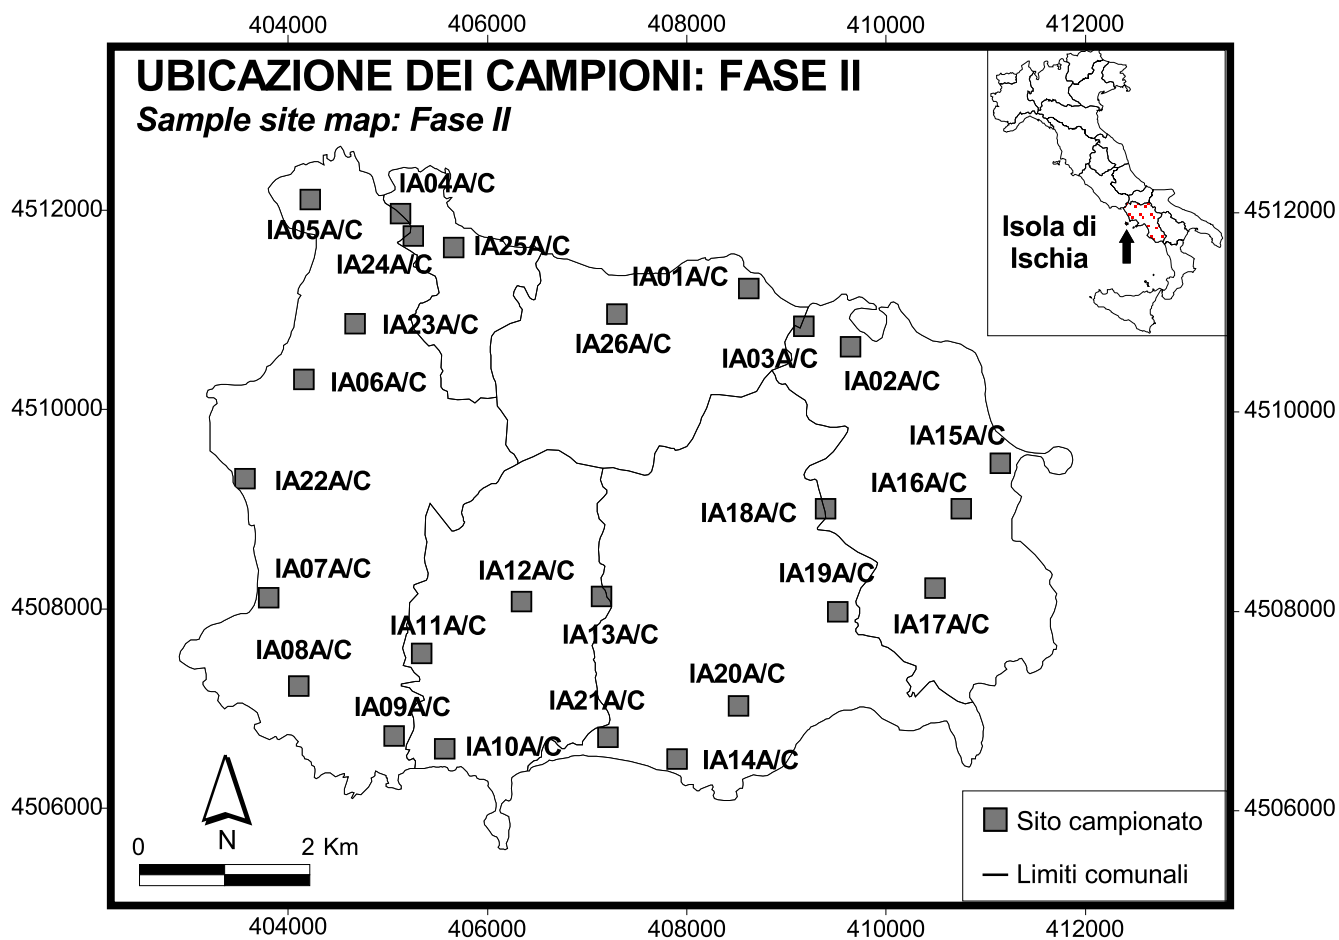 404000
406000
408000
410000
412000
UBICAZIONE DEI CAMPIONI: FASE II
Sample site map: Fase II
IA04A/C
4512000
4512000
IA05A/C
Isola di
Ischia
IA25A/C
IA24A/C
IA01A/C
IA23A/C
IA26A/C
IA03A/C
IA06A/C
IA02A/C
4510000
4510000
IA15A/C
IA22A/C
IA16A/C
IA18A/C
IA07A/C
IA12A/C
IA19A/C
4508000
4508000
IA11A/C
IA13A/C
IA17A/C
IA08A/C
IA20A/C
IA21A/C
IA09A/C
IA10A/C
IA14A/C
4506000
4506000
N
0
2 Km
Sito campionato
Limiti comunali
404000
406000
408000
410000
412000